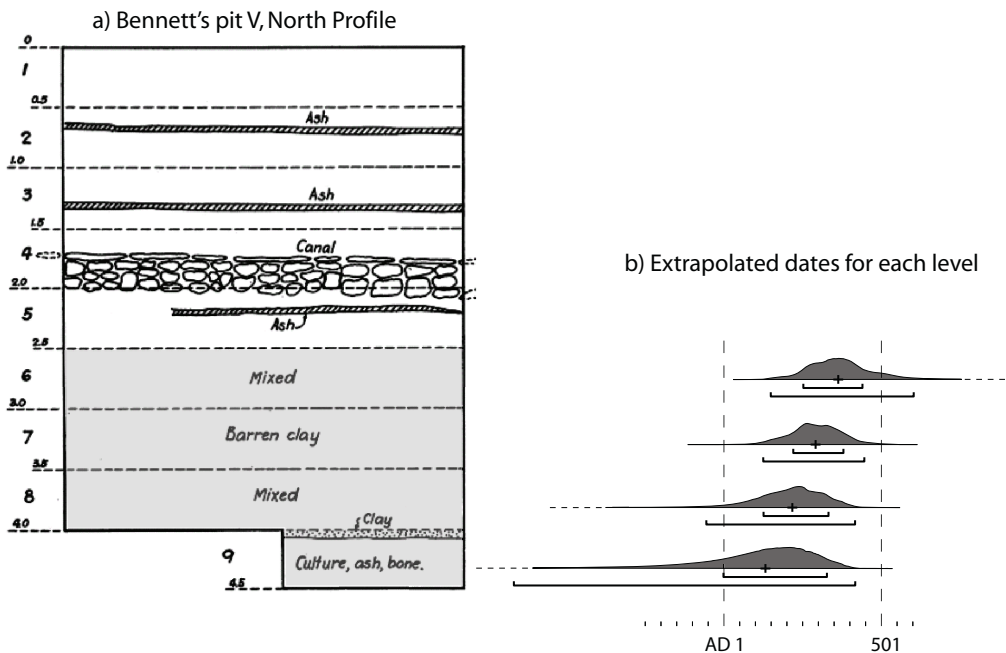 a) Bennett's pit V, North Profile
0
1
0.5
Ash
2
1.0
3
Ash
1.5
Canal
4
2.0
5
Ash
2.5
6
Mixed
3.0
7
Barren clay
3.5
8
Mixed
4.0
Clay
9
Culture, ash, bone.
4.5
b) Extrapolated dates for each level
AD 1
501